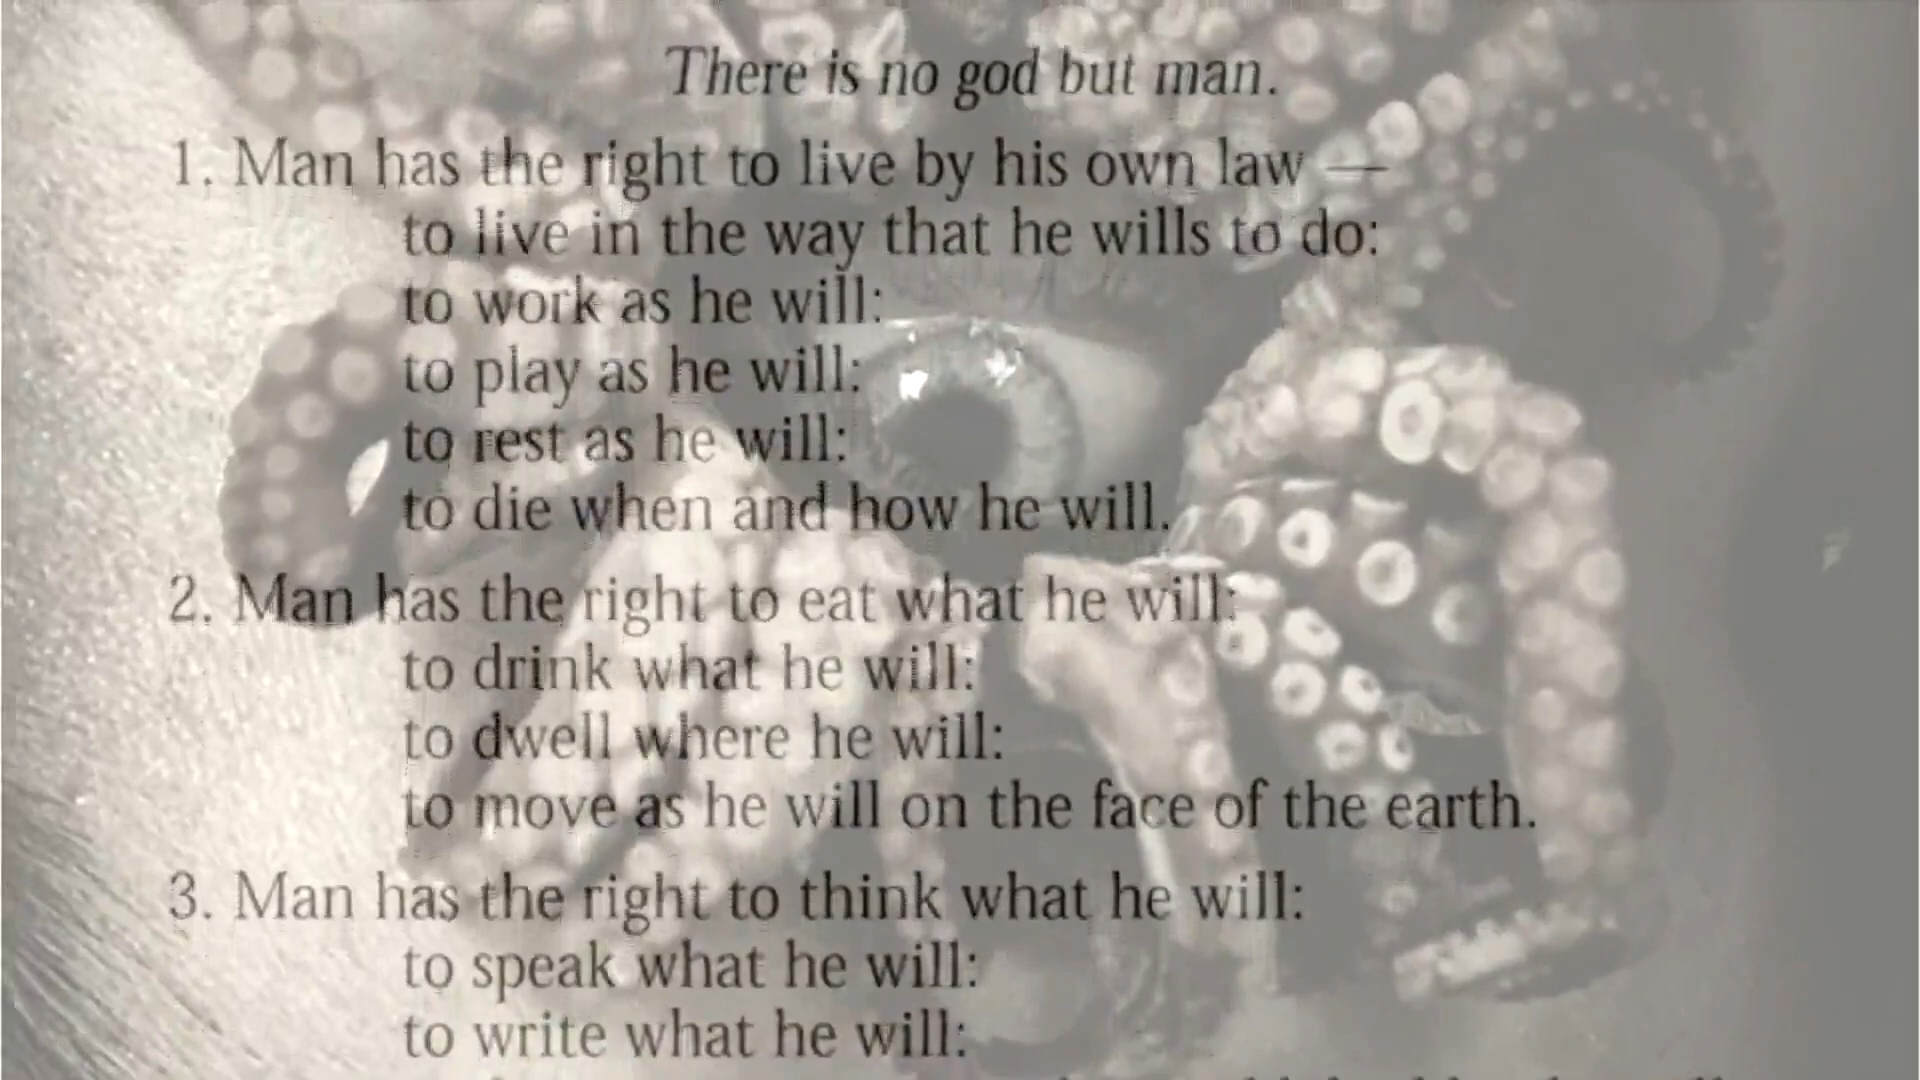 There is no god but man.
1. Man has the right to live by his own law —
to live in the way that he wills to do:
to work as he will:
to play as he will:
to rest as he will:
to die when and how he will.
2. Man has the right to eat what he will:
to drink what he will:
to dwell where he will:
to move as he will on the face of the earth.
3. Man has the right to think what he will:
to speak what he will:
to write what he will: